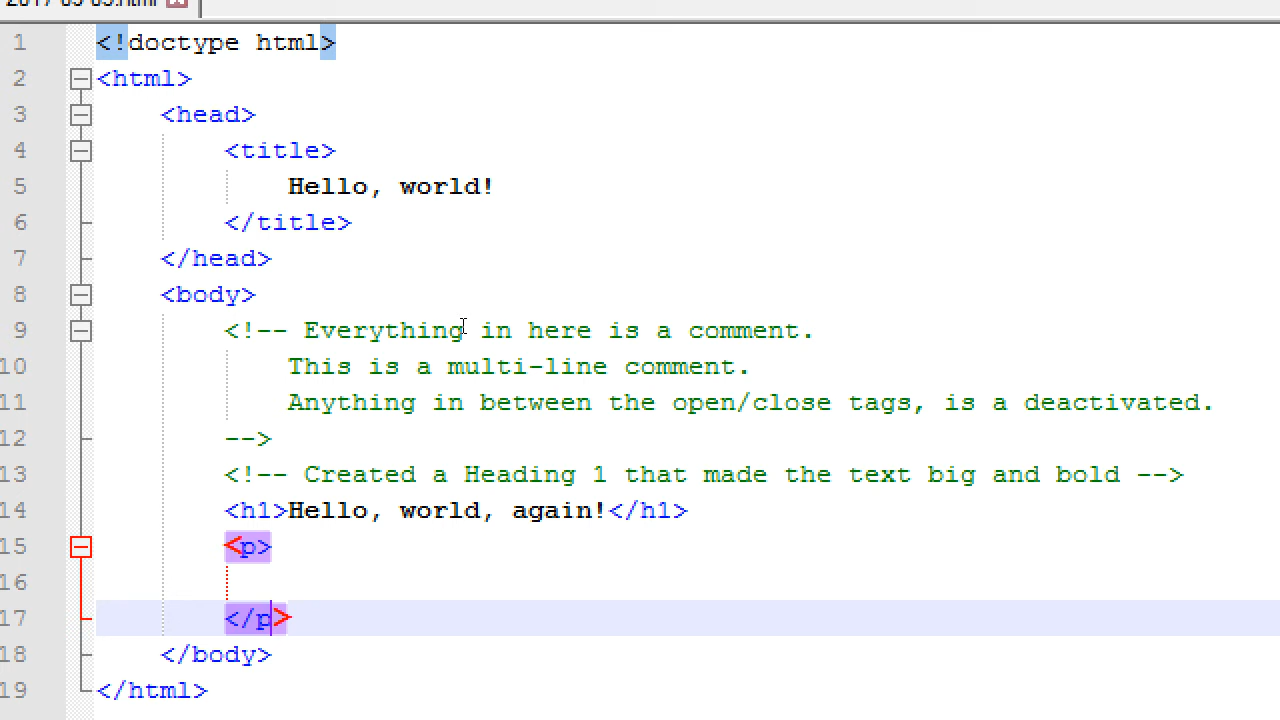 1 <!doctype html>
2 <html>
3 <head>
4 <title>
5 Hello, world!
6 </title>
7 </head>
8 <body>
9 <!-- Everything in here is a comment.
10 This is a multi-line comment.
11 Anything in between the open/close tags, is a deactivated.
12 -->
13 <!-- Created a Heading 1 that made the text big and bold -->
14 <h1>Hello, world, again!</h1>
15 <p>
16
17 </p>
18 </body>
19 </html>